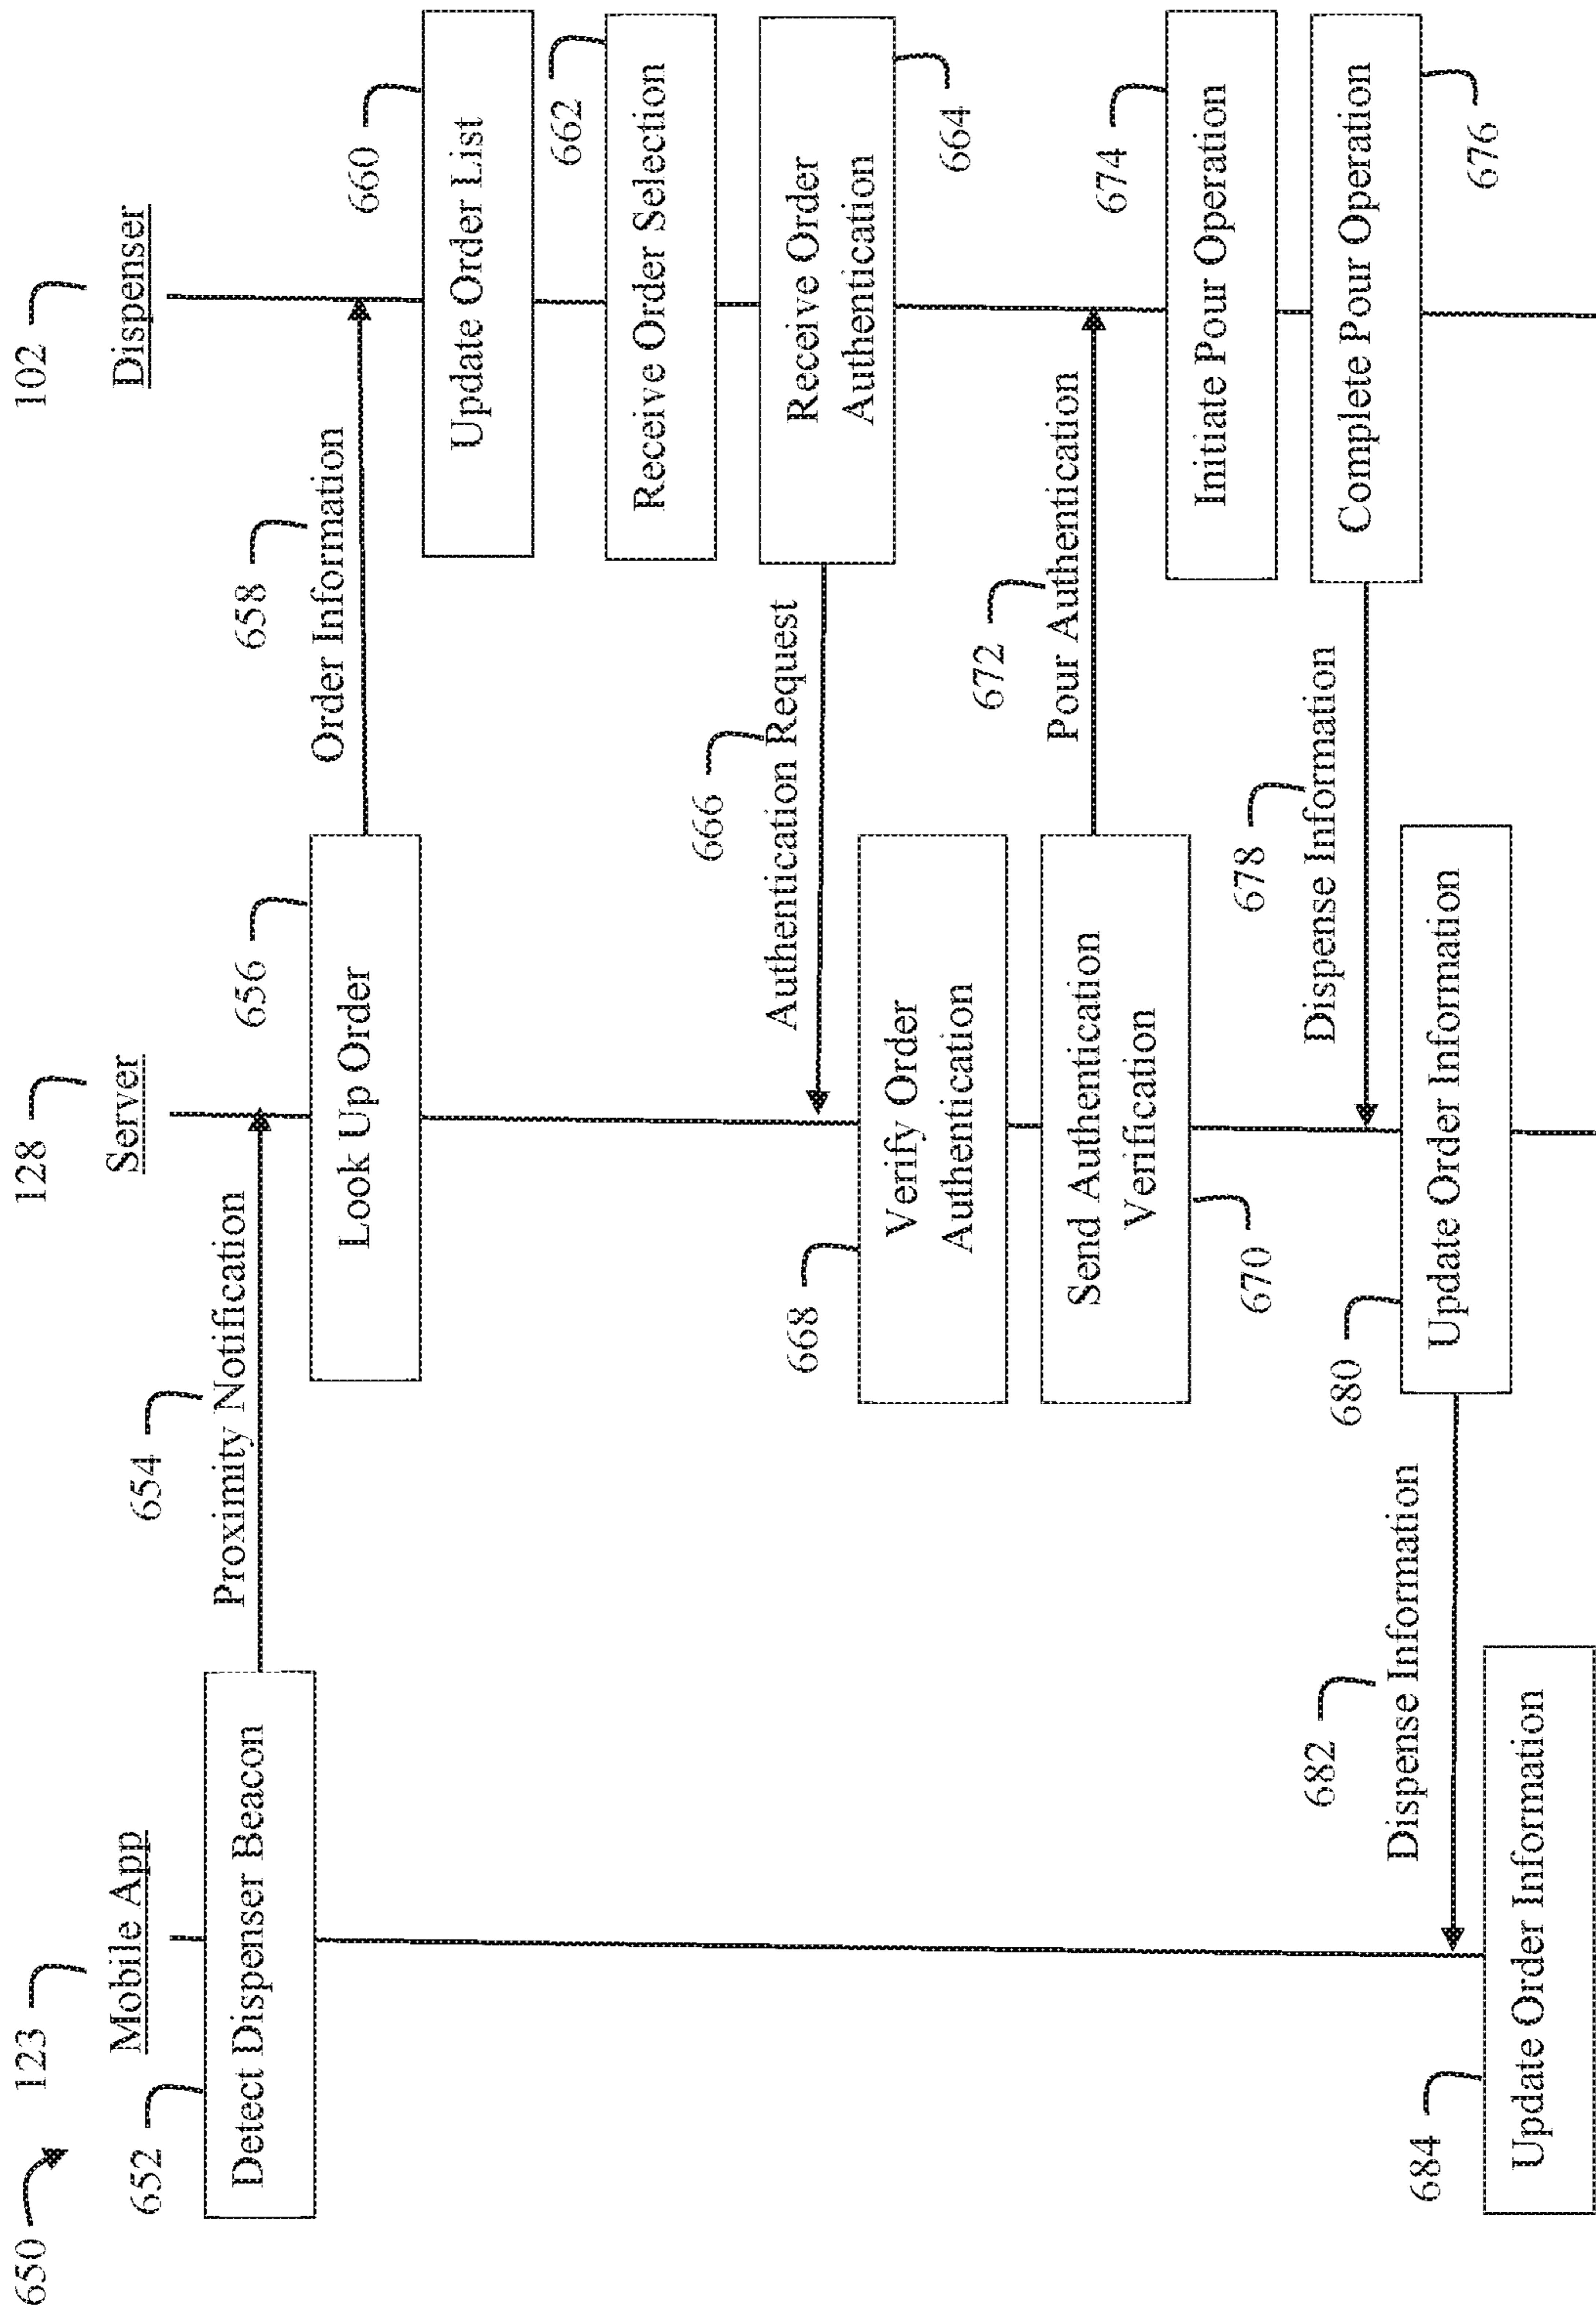 650
123
Mobile App
128
Server
102
Dispenser
652
Detect Dispenser Beacon
654
Proximity Notification
656
Look Up Order
658
Order Information
660
Update Order List
662
Receive Order Selection
Receive Order
Authentication
664
666
Authentication Request
668
Verify Order
Authentication
Send Authentication
Verification
670
672
Pour Authentication
674
Initiate Pour Operation
Complete Pour Operation
676
678
Dispense Information
680
Update Order Information
682
Dispense Information
684
Update Order Information